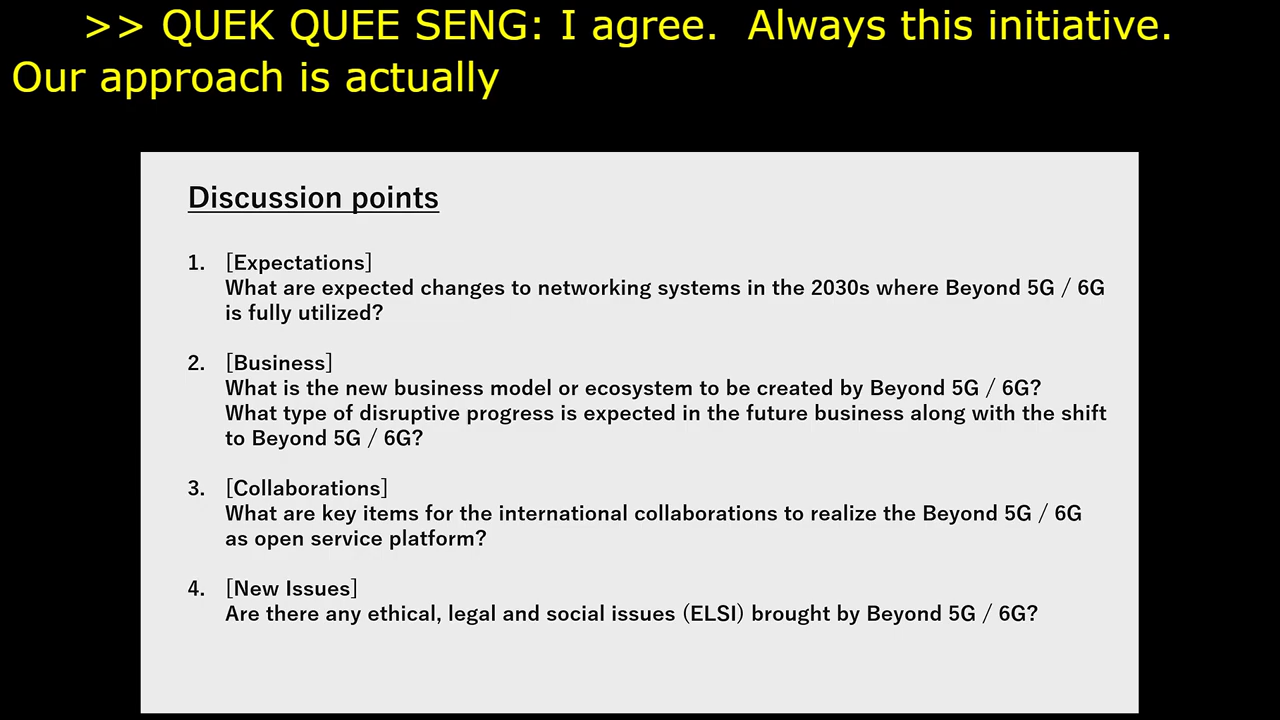 >> QUEK QUEE SENG: I agree.  Always this initiative.
Our approach is actually
Discussion points
1. [Expectations]
What are expected changes to networking systems in the 2030s where Beyond 5G / 6G
is fully utilized?
2. [Business]
What is the new business model or ecosystem to be created by Beyond 5G / 6G?
What type of disruptive progress is expected in the future business along with the shift
to Beyond 5G / 6G?
3. [Collaborations]
What are key items for the international collaborations to realize the Beyond 5G / 6G
as open service platform?
4. [New Issues]
Are there any ethical, legal and social issues (ELSI) brought by Beyond 5G / 6G?